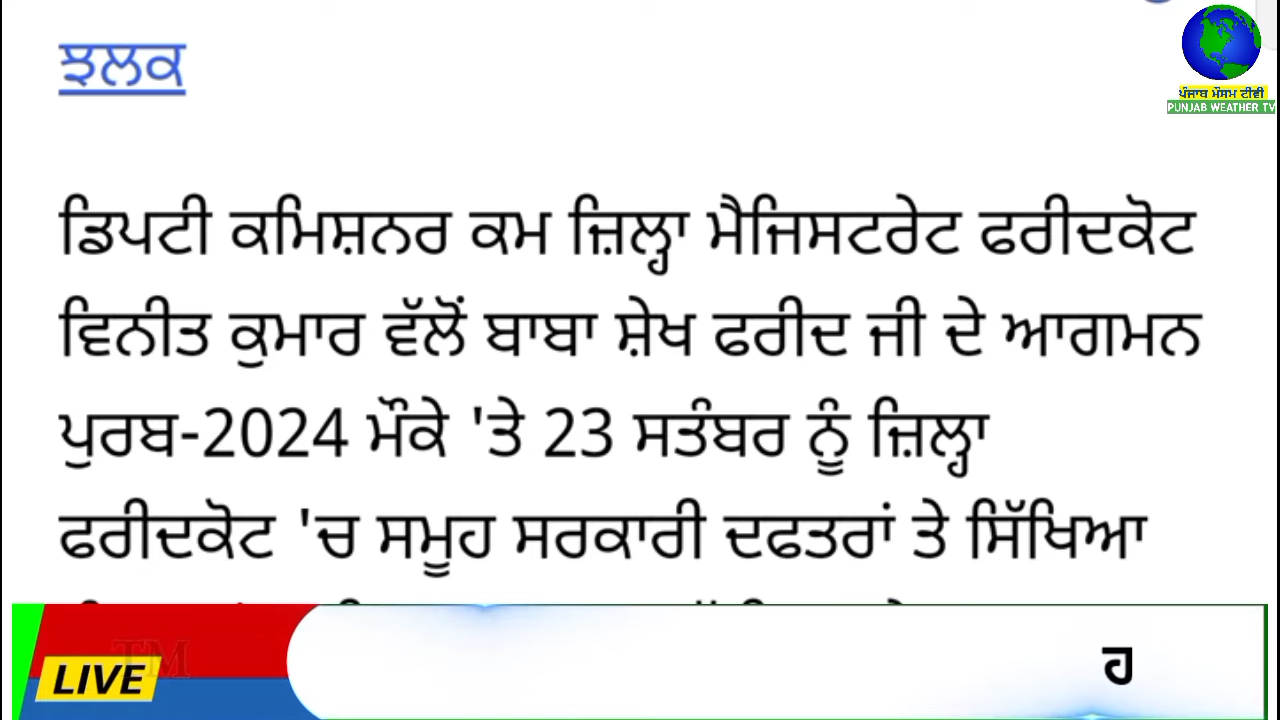 ਝਲਕ
ਪੰਜਾਬ ਮੌਸਮ ਟੀਵੀ
PUNJAB WEATHER TV
ਡਿਪਟੀ ਕਮਿਸ਼ਨਰ ਕਮ ਜ਼ਿਲ੍ਹਾ ਮੈਜਿਸਟਰੇਟ ਫਰੀਦਕੋਟ
ਵਿਨੀਤ ਕੁਮਾਰ ਵੱਲੋਂ ਬਾਬਾ ਸ਼ੇਖ ਫਰੀਦ ਜੀ ਦੇ ਆਗਮਨ
ਪੁਰਬ-2024 ਮੌਕੇ 'ਤੇ 23 ਸਤੰਬਰ ਨੂੰ ਜ਼ਿਲ੍ਹਾ
ਫਰੀਦਕੋਟ 'ਚ ਸਮੂਹ ਸਰਕਾਰੀ ਦਫਤਰਾਂ ਤੇ ਸਿੱਖਿਆ
TM
LIVE
ਹ